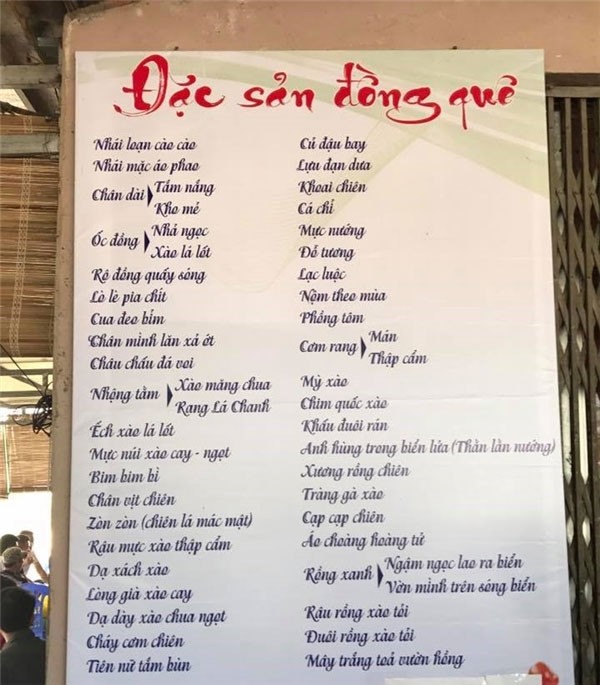 Đặc sản đồng quê
Nhái loạn cào cào
Nhái mặc áo phao
Chân dài
Tắm nắng
Kho mẻ
Ốc đồng
Nhả ngọc
Xào lá lốt
Rô đồng quẩy sóng
Lò lè pia chít
Cua đeo bỉm
Chân mình lăn xả ớt
Châu chấu đá voi
Nhộng tằm
Xào măng chua
Rang Lá Chanh
Ếch xào lá lốt
Mực núi xào cay - ngọt
Bim bim bì
Chân vịt chiên
Zòn zòn (chiên lá mác mật)
Râu mực xào thập cẩm
Dạ xách xào
Lòng già xào cay
Dạ dày xào chua ngọt
Cháy cơm chiên
Tiên nữ tắm bùn
Củ đậu bay
Lựu đạn dưa
Khoai chiên
Cá chỉ
Mực nướng
Đỗ tương
Lạc luộc
Nộm theo mùa
Phồng tôm
Cơm rang
Mắn
Thập cẩm
Mỳ xào
Chim quốc xào
Khấu đuôi rán
Anh hùng trong biển lửa (Thằn lằn nướng)
Xương rồng chiên
Tràng gà xào
Cạp cạp chiên
Áo choàng hoàng tử
Rồng xanh
Ngậm ngọc lao ra biển
Vờn mình trên sóng biển
Râu rồng xào tỏi
Đuôi rồng xào tỏi
Mây trắng toả vườn hồng